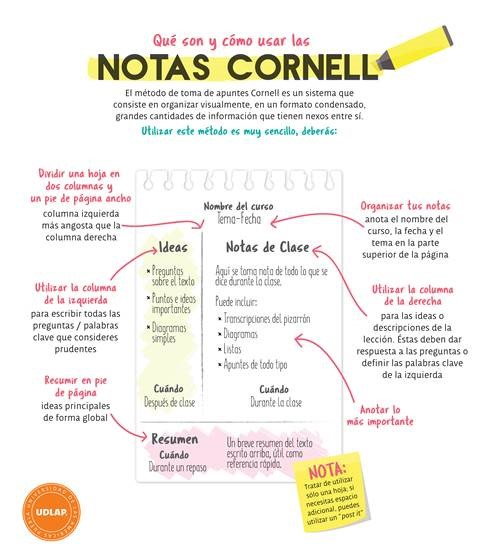 Qué son y cómo usar las
NOTAS CORNELL
El método de toma de apuntes Cornell es un sistema que
consiste en organizar visualmente, en un formato condensado,
grandes cantidades de información que tienen nexos entre sí.
Utilizar este método es muy sencillo, deberás:
Dividir una hoja en
dos columnas y
un pie de página ancho
columna izquierda
más angosta que la
columna derecha
Utilizar la columna
de la izquierda
para escribir todas las
preguntas / palabras
clave que consideres
prudentes
Resumir en pie
de página
ideas principales
de forma global
Nombre del curso
Tema-Fecha
Ideas
Preguntas
sobre el texto
Puntos e ideas
importantes
Diagramas
simples
Cuándo
Después de clase
Notas de Clase
Aquí se toma nota de todo lo que se
dice durante la clase.
Puede incluir:
Transcripciones del pizarrón
Diagramas
Listas
Apuntes de todo tipo
Cuándo
Durante la clase
Resumen
Cuándo
Durante un repaso
Un breve resumen del texto
escrito arriba, útil como
referencia rápida.
Organizar tus notas
anota el nombre del
curso, la fecha y el
tema en la parte
superior de la página
Utilizar la columna
de la derecha
para las ideas o
descripciones de la
lección. Éstas deben dar
respuesta a las preguntas o
definir las palabras clave
de la izquierda
Anotar lo
más importante
NOTA:
Tratar de utilizar
sólo una hoja; si
necesitas espacio
adicional, puedes
utilizar un "post it"
UNIVERSIDAD DE LAS AMÉRICAS PUEBLA
UDLAP